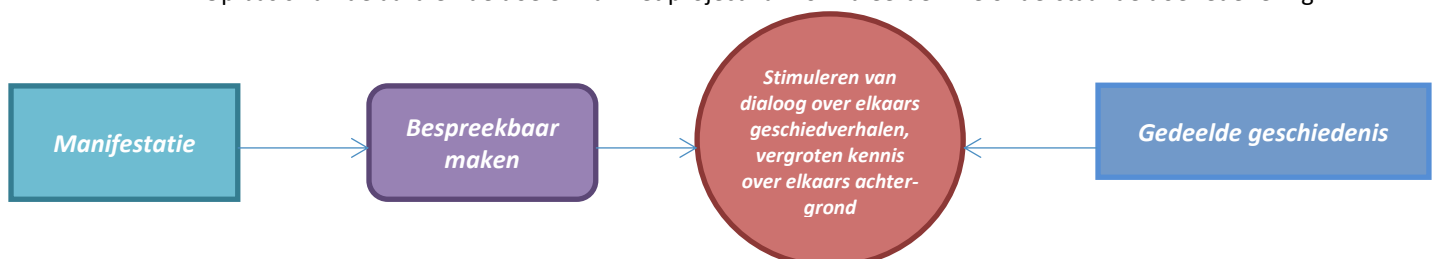 Manifestatie
Bespreekbaar
maken
Stimuleren van
dialoog over elkaars
geschiedverhalen,
vergroten kennis
over elkaars achter-
grond
Gedeelde geschiedenis